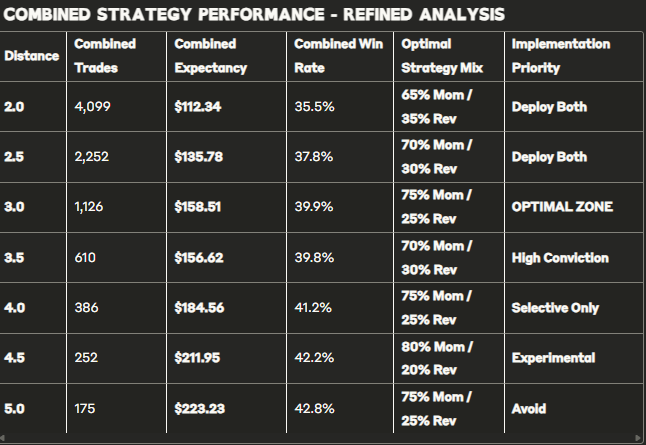 COMBINED STRATEGY PERFORMANCE - REFINED ANALYSIS
Distance Combined Trades Combined Expectancy Combined Win Rate Optimal Strategy Mix Implementation Priority
2.0 4,099 $112.34 35.5% 65% Mom / 35% Rev Deploy Both
2.5 2,252 $135.78 37.8% 70% Mom / 30% Rev Deploy Both
3.0 1,126 $158.51 39.9% 75% Mom / 25% Rev OPTIMAL ZONE
3.5 610 $156.62 39.8% 70% Mom / 30% Rev High Conviction
4.0 386 $184.56 41.2% 75% Mom / 25% Rev Selective Only
4.5 252 $211.95 42.2% 80% Mom / 20% Rev Experimental
5.0 175 $223.23 42.8% 75% Mom / 25% Rev Avoid